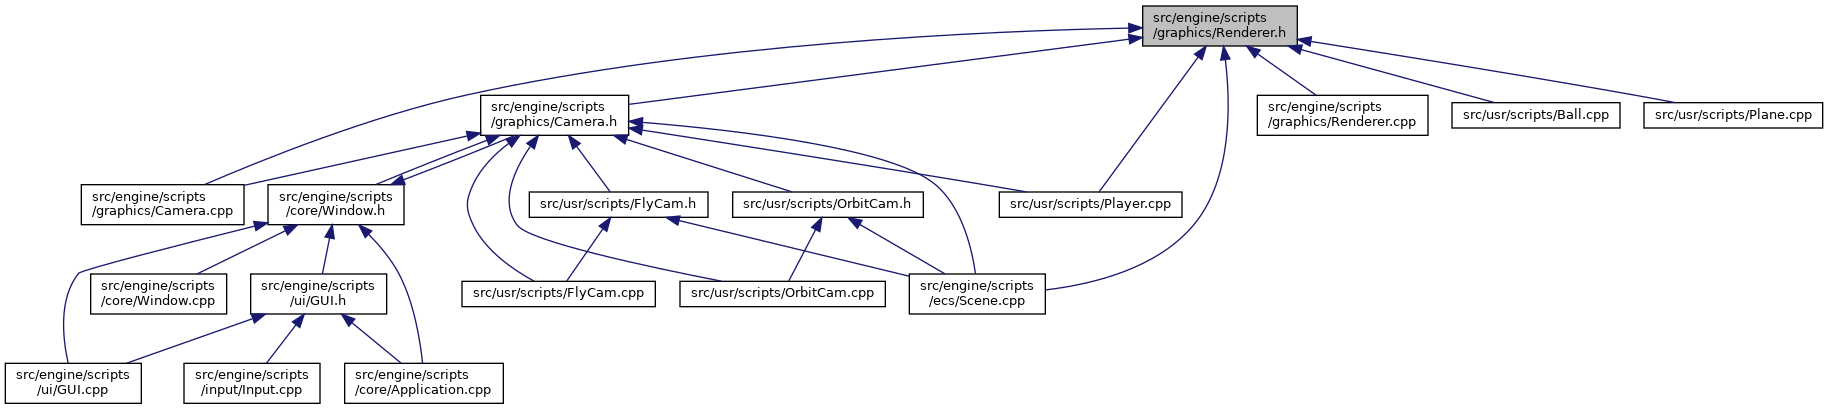 src/engine/scripts
/graphics/Renderer.h
src/engine/scripts
/graphics/Camera.h
src/engine/scripts
/graphics/Renderer.cpp
src/usr/scripts/Ball.cpp
src/usr/scripts/Plane.cpp
src/engine/scripts
/graphics/Camera.cpp
src/engine/scripts
/core/Window.h
src/usr/scripts/FlyCam.h
src/usr/scripts/OrbitCam.h
src/usr/scripts/Player.cpp
src/engine/scripts
/core/Window.cpp
src/engine/scripts
/ui/GUI.h
src/usr/scripts/FlyCam.cpp
src/usr/scripts/OrbitCam.cpp
src/engine/scripts
/ecs/Scene.cpp
src/engine/scripts
/ui/GUI.cpp
src/engine/scripts
/input/Input.cpp
src/engine/scripts
/core/Application.cpp